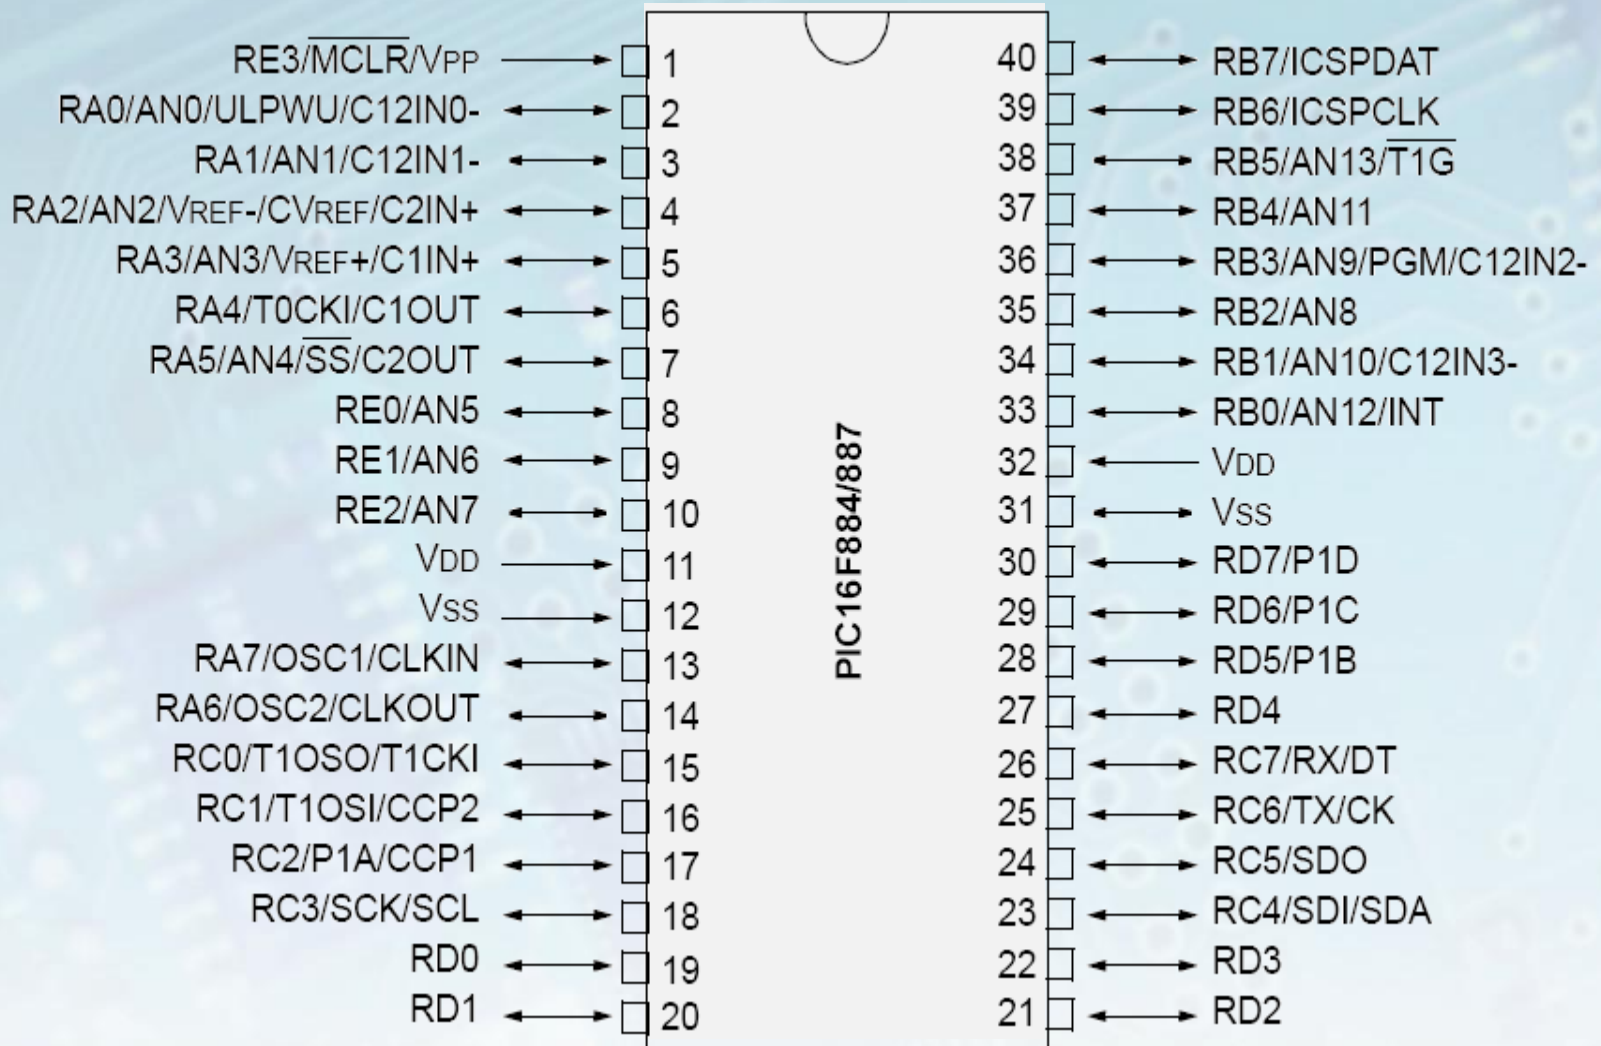 RE3/MCLR/VPP 1 40 RB7/ICSPDAT
RA0/AN0/ULPWU/C12IN0- 2 39 RB6/ICSPCLK
RA1/AN1/C12IN1- 3 38 RB5/AN13/T1G
RA2/AN2/VREF-/CVREF/C2IN+ 4 37 RB4/AN11
RA3/AN3/VREF+/C1IN+ 5 36 RB3/AN9/PGM/C12IN2-
RA4/T0CKI/C1OUT 6 35 RB2/AN8
RA5/AN4/SS/C2OUT 7 34 RB1/AN10/C12IN3-
RE0/AN5 8 33 RB0/AN12/INT
RE1/AN6 9 32 VDD
RE2/AN7 10 31 VSS
VDD 11 30 RD7/P1D
VSS 12 29 RD6/P1C
RA7/OSC1/CLKIN 13 28 RD5/P1B
RA6/OSC2/CLKOUT 14 27 RD4
RC0/T1OSO/T1CKI 15 26 RC7/RX/DT
RC1/T1OSI/CCP2 16 25 RC6/TX/CK
RC2/P1A/CCP1 17 24 RC5/SDO
RC3/SCK/SCL 18 23 RC4/SDI/SDA
RD0 19 22 RD3
RD1 20 21 RD2
PIC16F884/887